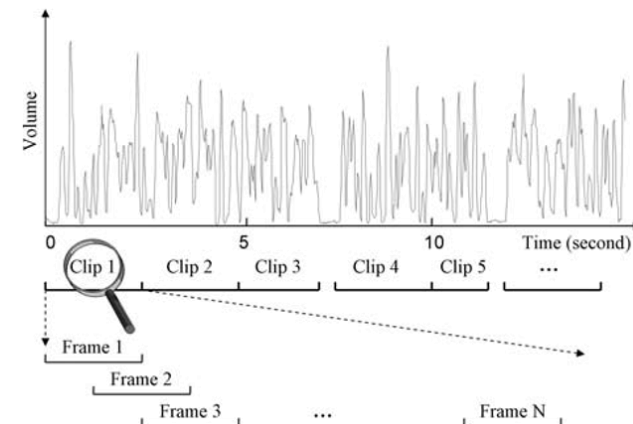 Volume
0 5 10 Time (second)
Clip 1 Clip 2 Clip 3 Clip 4 Clip 5 ...
Frame 1
Frame 2
Frame 3 ... Frame N